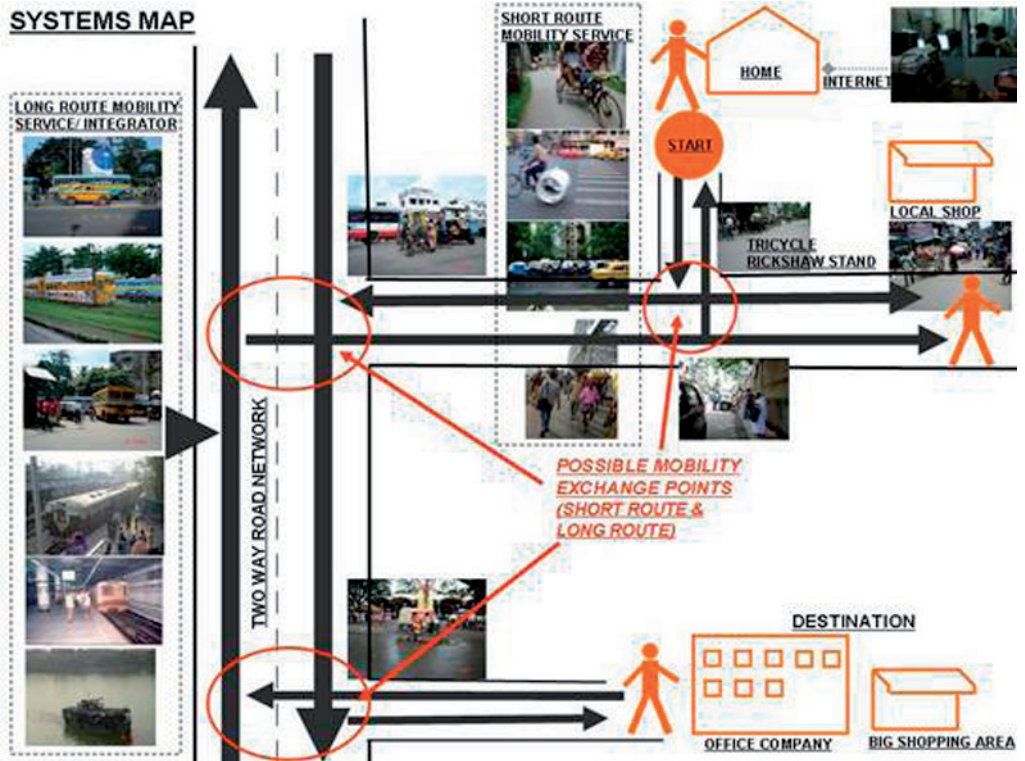 SYSTEMS MAP
LONG ROUTE MOBILITY
SERVICE/ INTEGRATOR
SHORT ROUTE
MOBILITY SERVICE
HOME
INTERNET
START
LOCAL SHOP
TRICYCLE
RICKSHAW STAND
TWO WAY ROAD NETWORK
POSSIBLE MOBILITY
EXCHANGE POINTS
(SHORT ROUTE &
LONG ROUTE)
DESTINATION
OFFICE COMPANY
BIG SHOPPING AREA